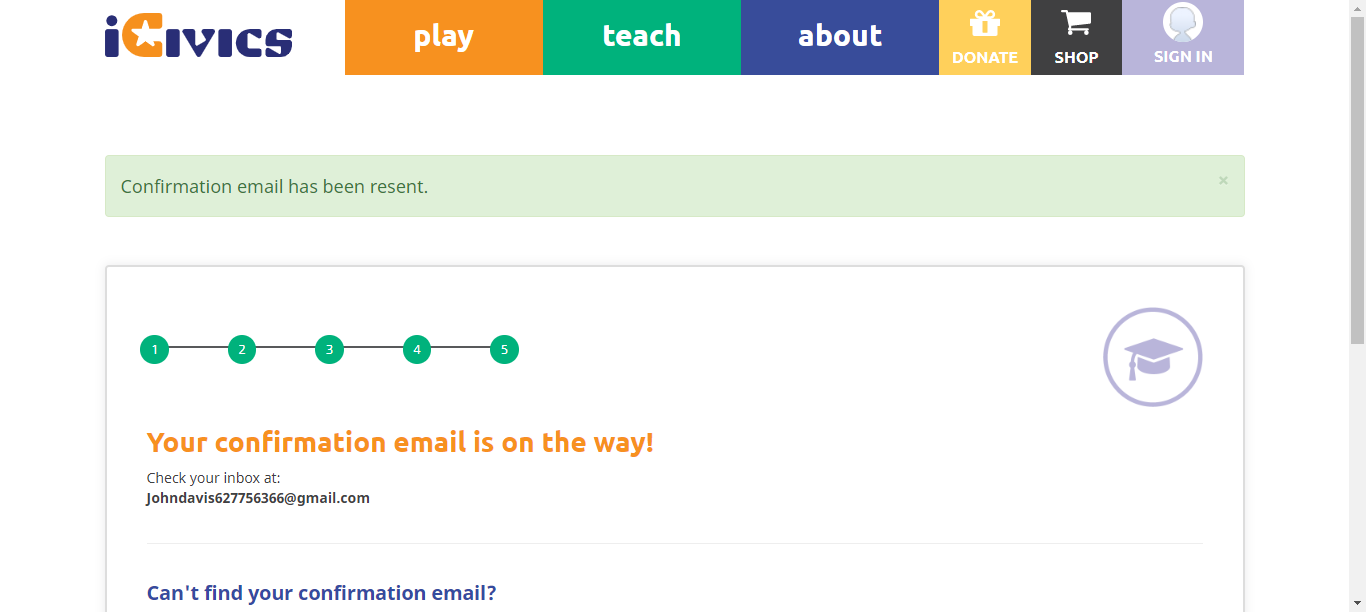 iCivics
play
teach
about
DONATE
SHOP
SIGN IN
Confirmation email has been resent.
×
1 2 3 4 5
Your confirmation email is on the way!
Check your inbox at:
Johndavis627756366@gmail.com
Can't find your confirmation email?